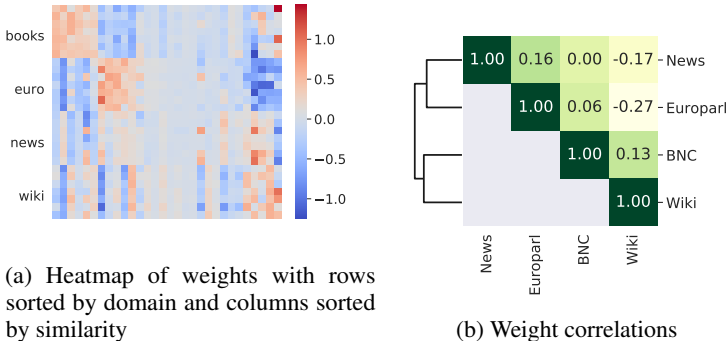 books
euro
news
wiki
1.0
0.5
0.0
−0.5
−1.0
(a) Heatmap of weights with rows
sorted by domain and columns sorted
by similarity
1.00 0.16 0.00 -0.17 News
1.00 0.06 -0.27 Europarl
1.00 0.13 BNC
1.00 Wiki
News
Europarl
BNC
Wiki
(b) Weight correlations